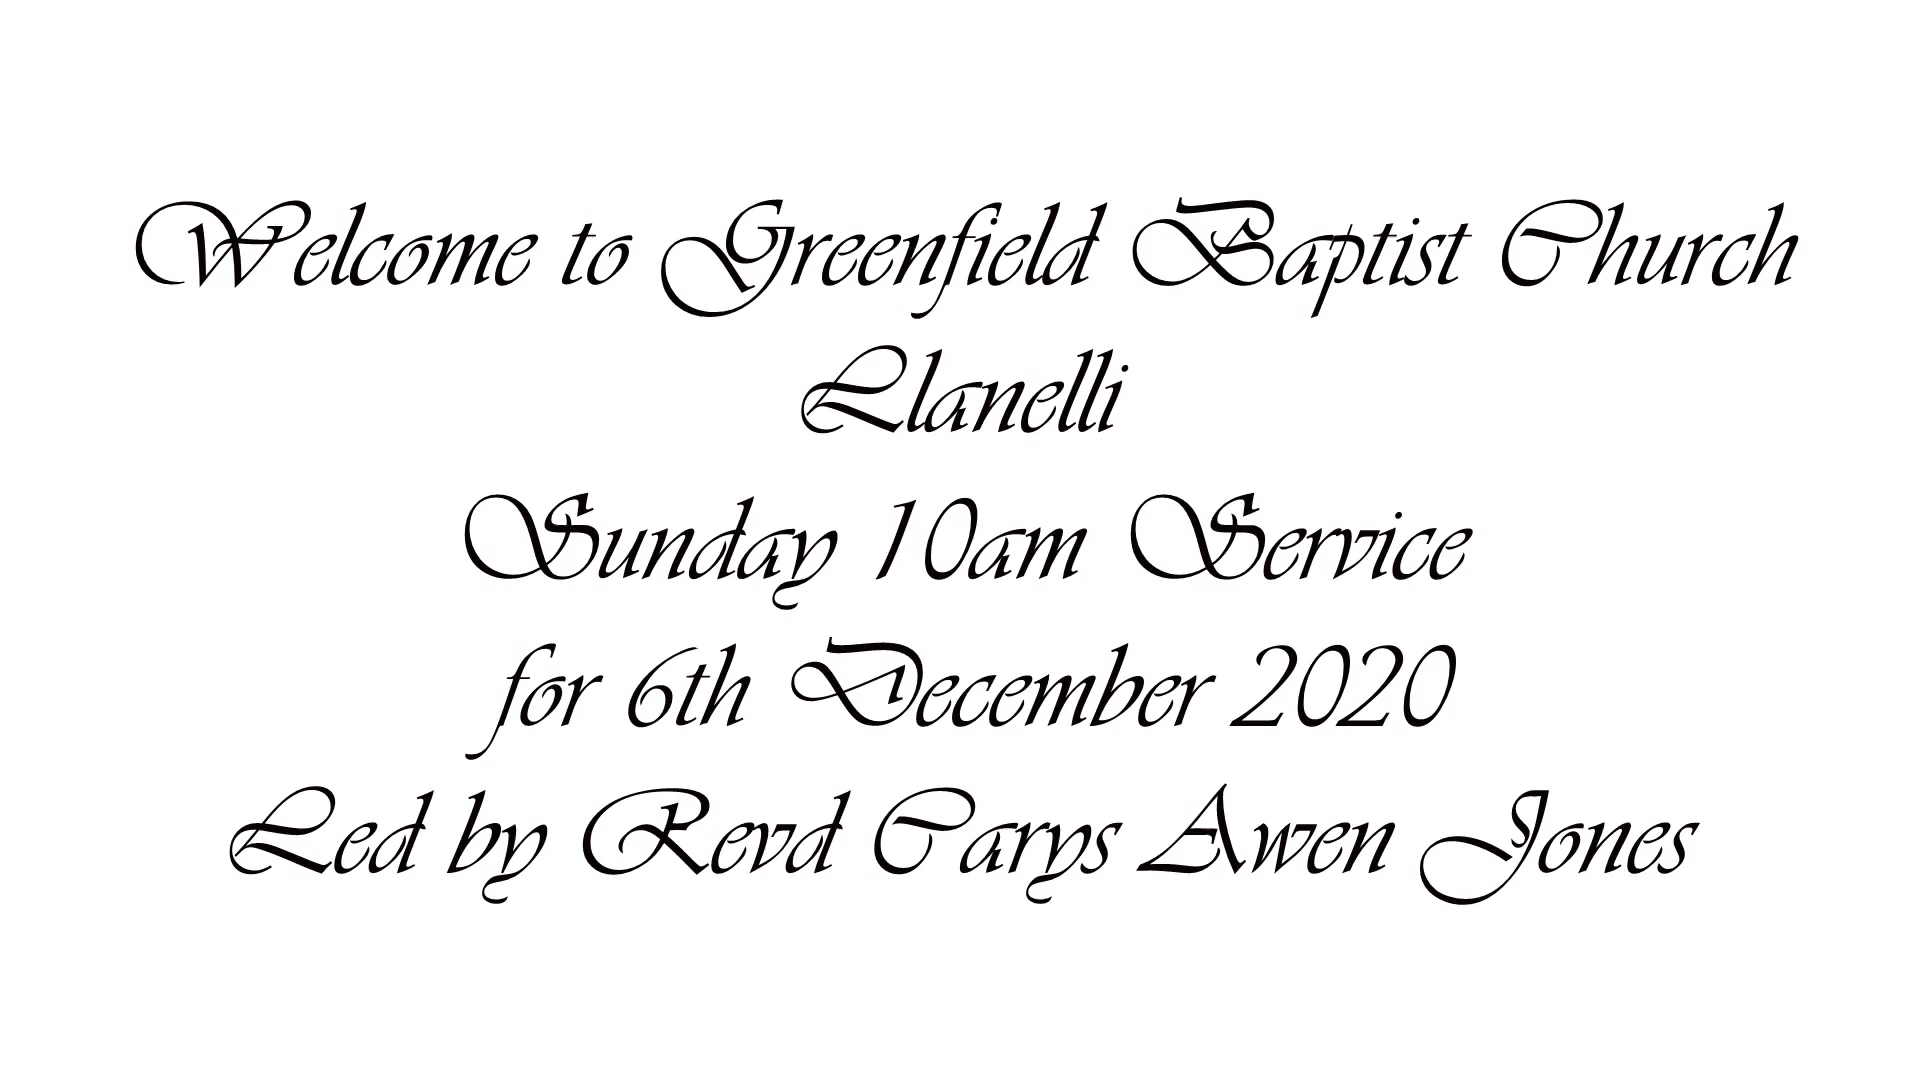 Welcome to Greenfield Baptist Church
Llanelli
Sunday 10am Service
for 6th December 2020
Led by Revd Carys Awen Jones